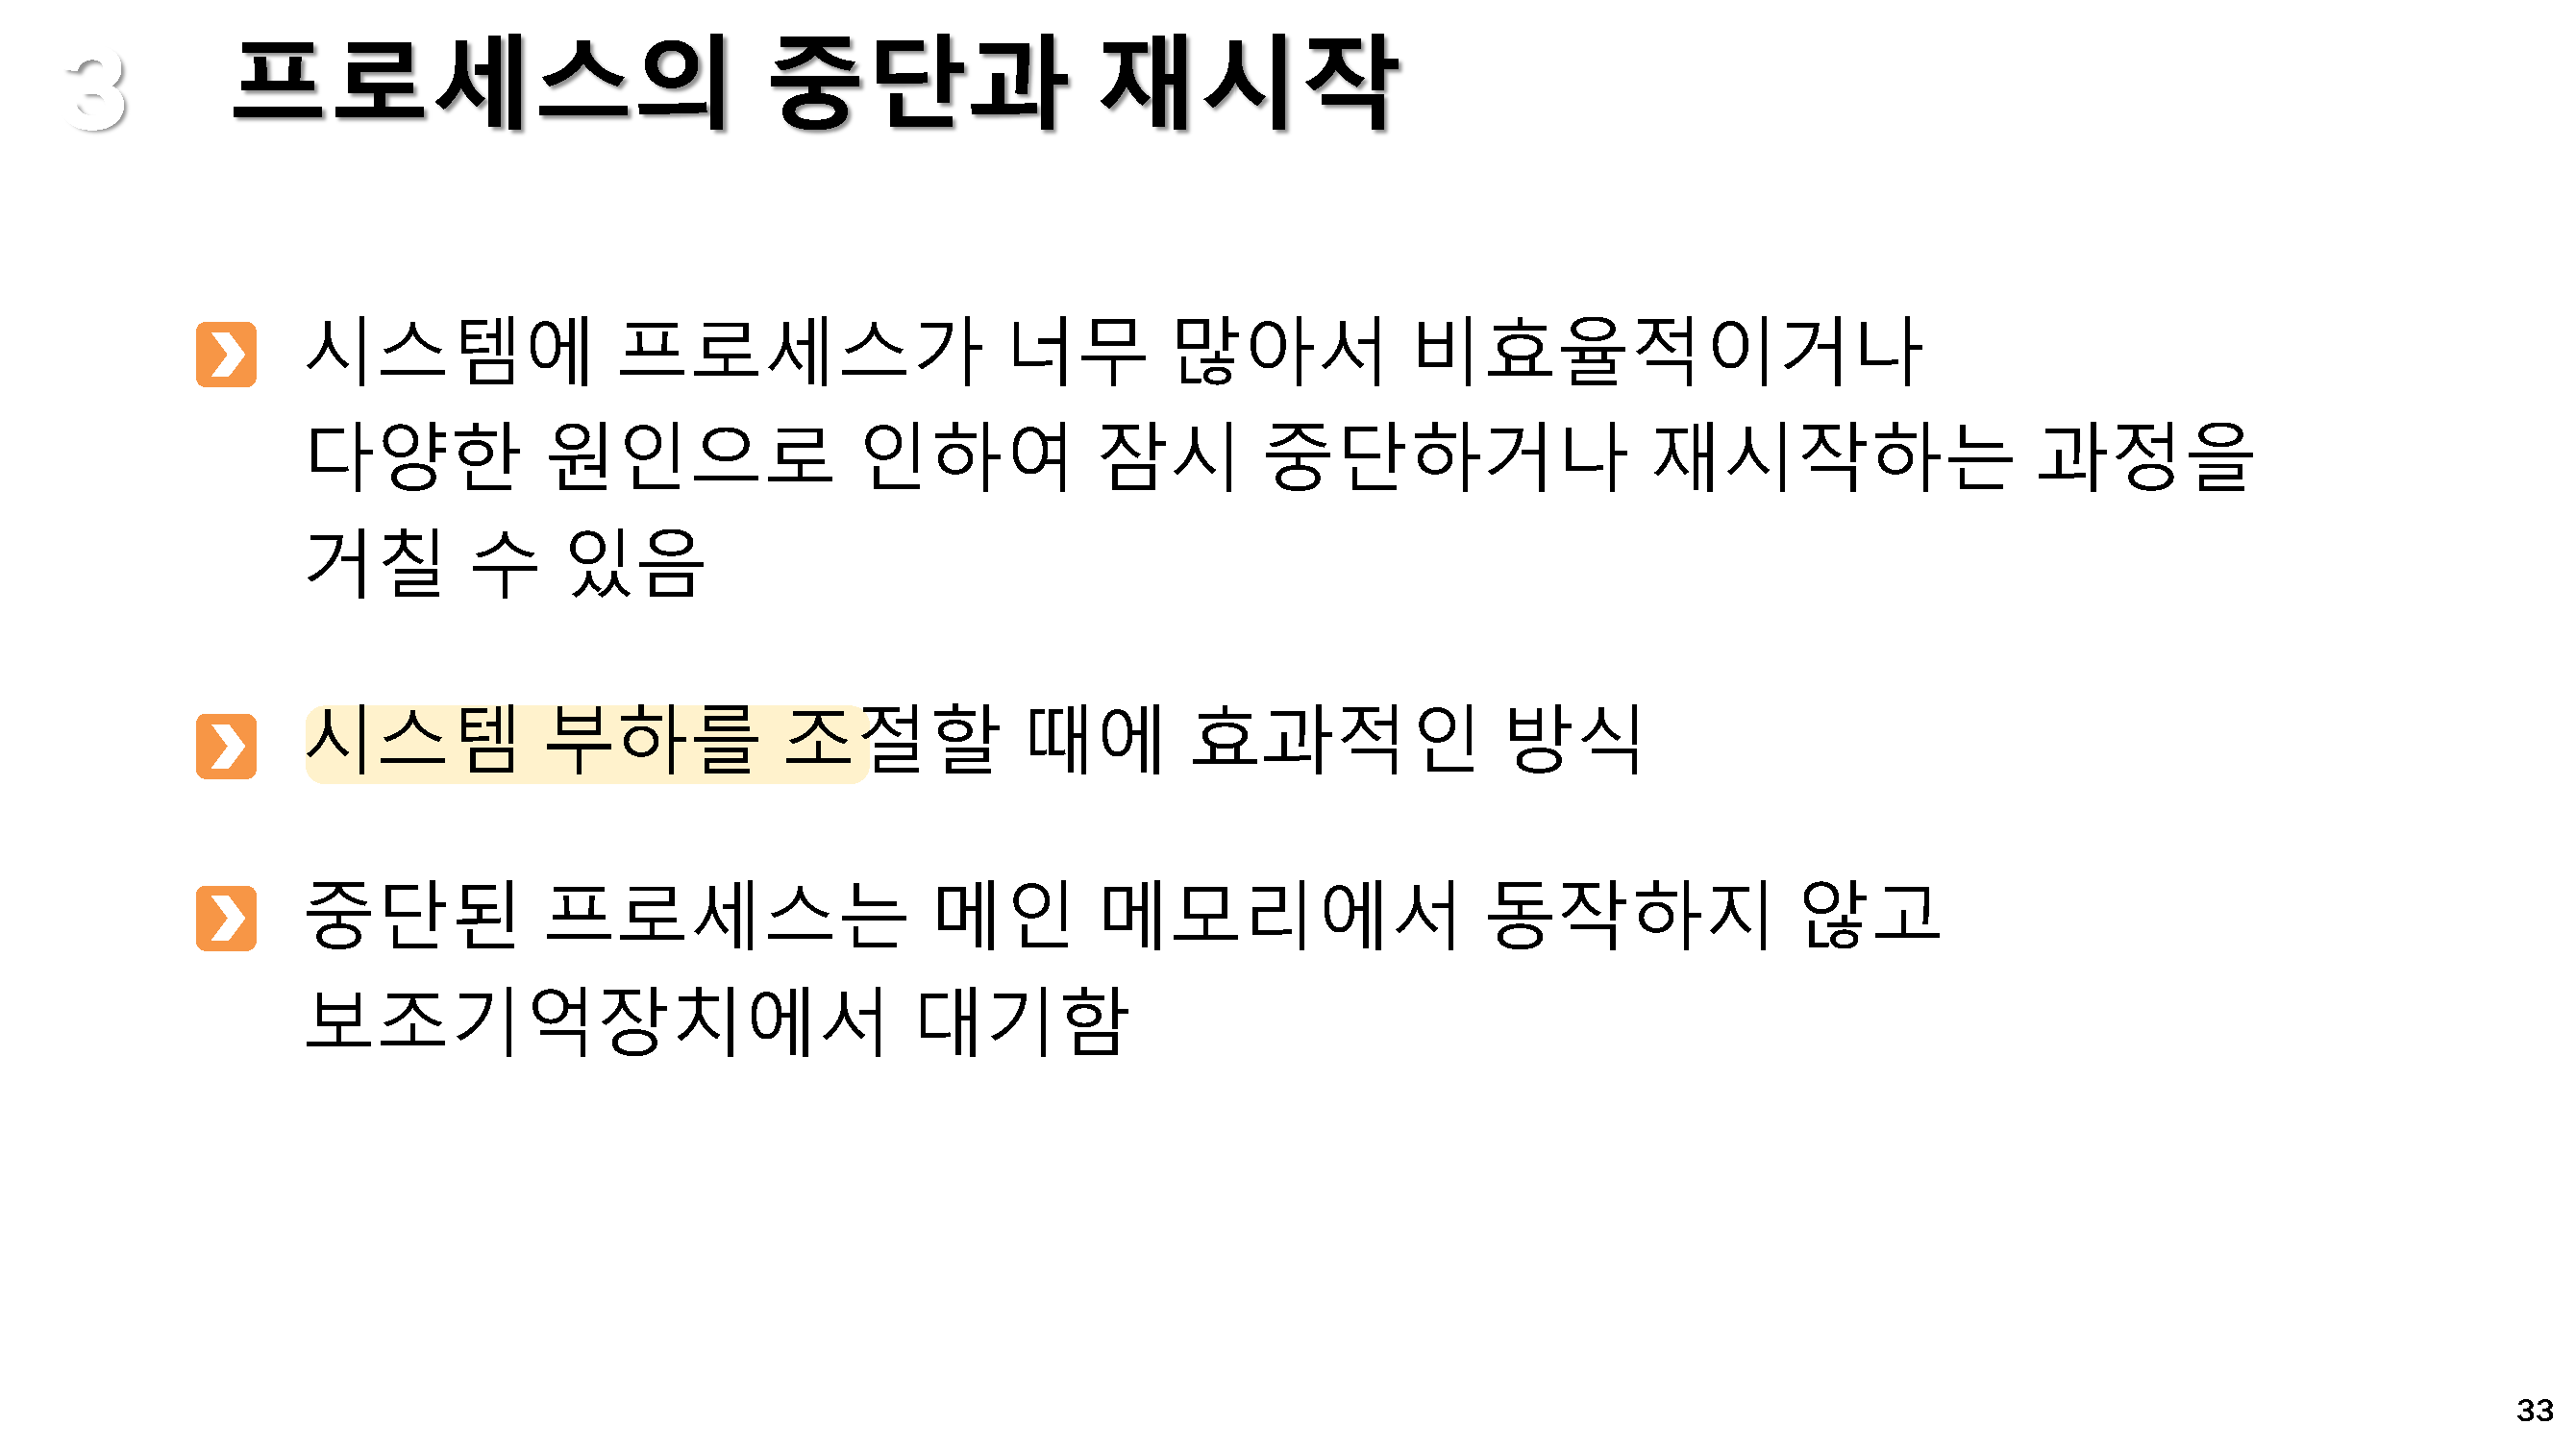 3 프로세스의 중단과 재시작
시스템에 프로세스가 너무 많아서 비효율적이거나
다양한 원인으로 인하여 잠시 중단하거나 재시작하는 과정을
거칠 수 있음
시스템 부하를 조절할 때에 효과적인 방식
중단된 프로세스는 메인 메모리에서 동작하지 않고
보조기억장치에서 대기함
33